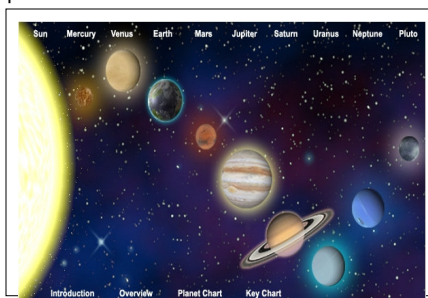 Sun Mercury Venus Earth Mars Jupiter Saturn Uranus Neptune Pluto
Introduction Overview Planet Chart Key Chart